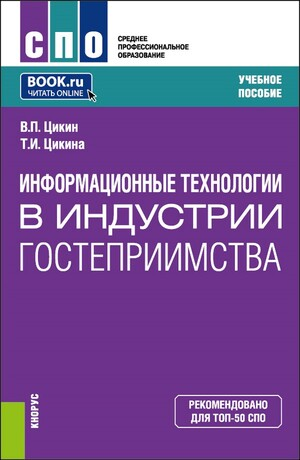 СПО
СРЕДНЕЕ
ПРОФЕССИОНАЛЬНОЕ
ОБРАЗОВАНИЕ
BOOK.ru
ЧИТАТЬ ONLINE
УЧЕБНОЕ
ПОСОБИЕ
В.П. Цикин
Т.И. Цикина
ИНФОРМАЦИОННЫЕ ТЕХНОЛОГИИ
В ИНДУСТРИИ
ГОСТЕПРИИМСТВА
РЕКОМЕНДОВАНО
ДЛЯ ТОП-50 СПО
КНОРУС